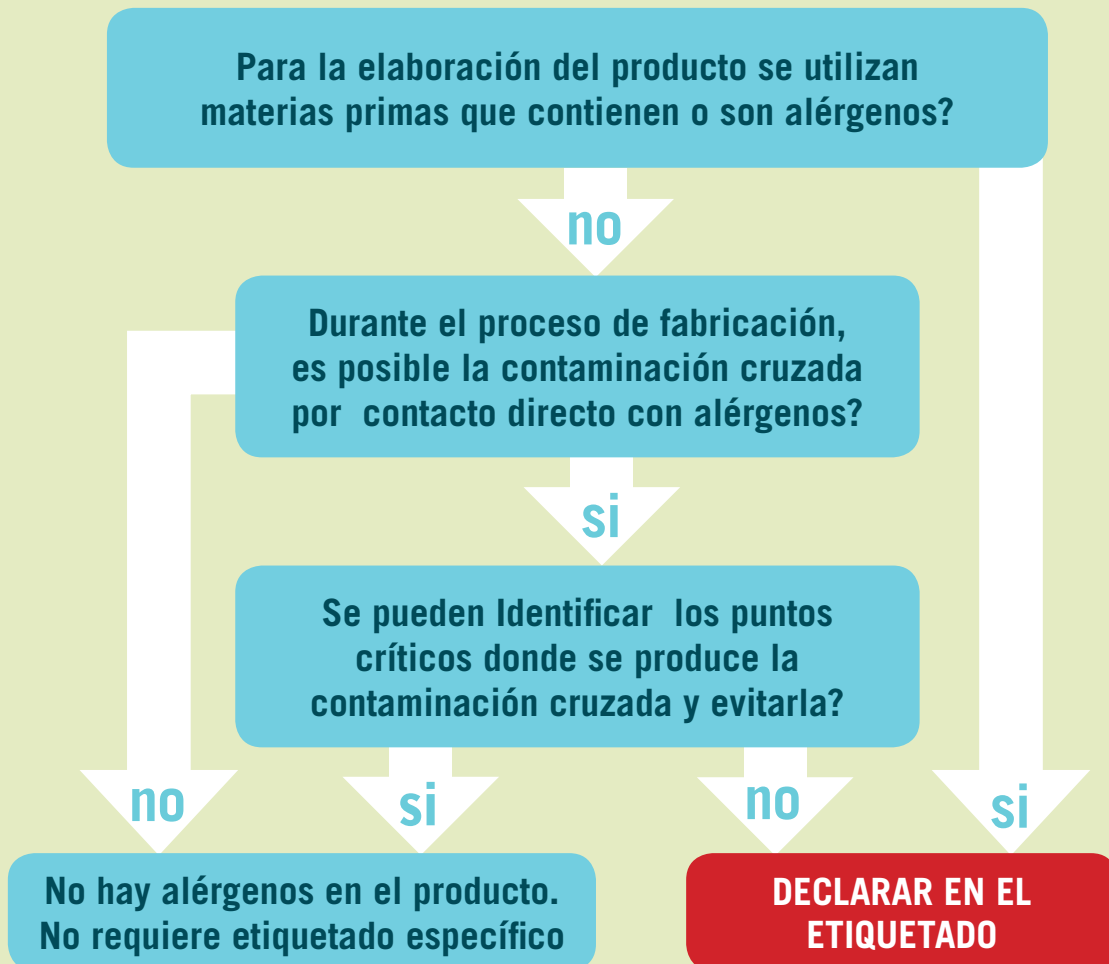 Para la elaboración del producto se utilizan
materias primas que contienen o son alérgenos?
no
Durante el proceso de fabricación,
es posible la contaminación cruzada
por contacto directo con alérgenos?
si
Se pueden Identificar los puntos
críticos donde se produce la
contaminación cruzada y evitarla?
no
si
no
si
No hay alérgenos en el producto.
No requiere etiquetado específico
DECLARAR EN EL
ETIQUETADO